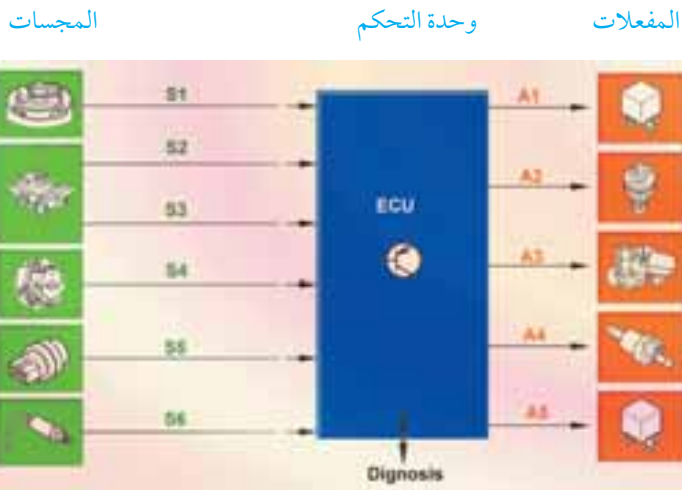 المفعلات وحدة التحكم المجسات
S1 A1
S2
A2
S3
ECU
A3
S4
A4
S5
A5
S6
Dignosis